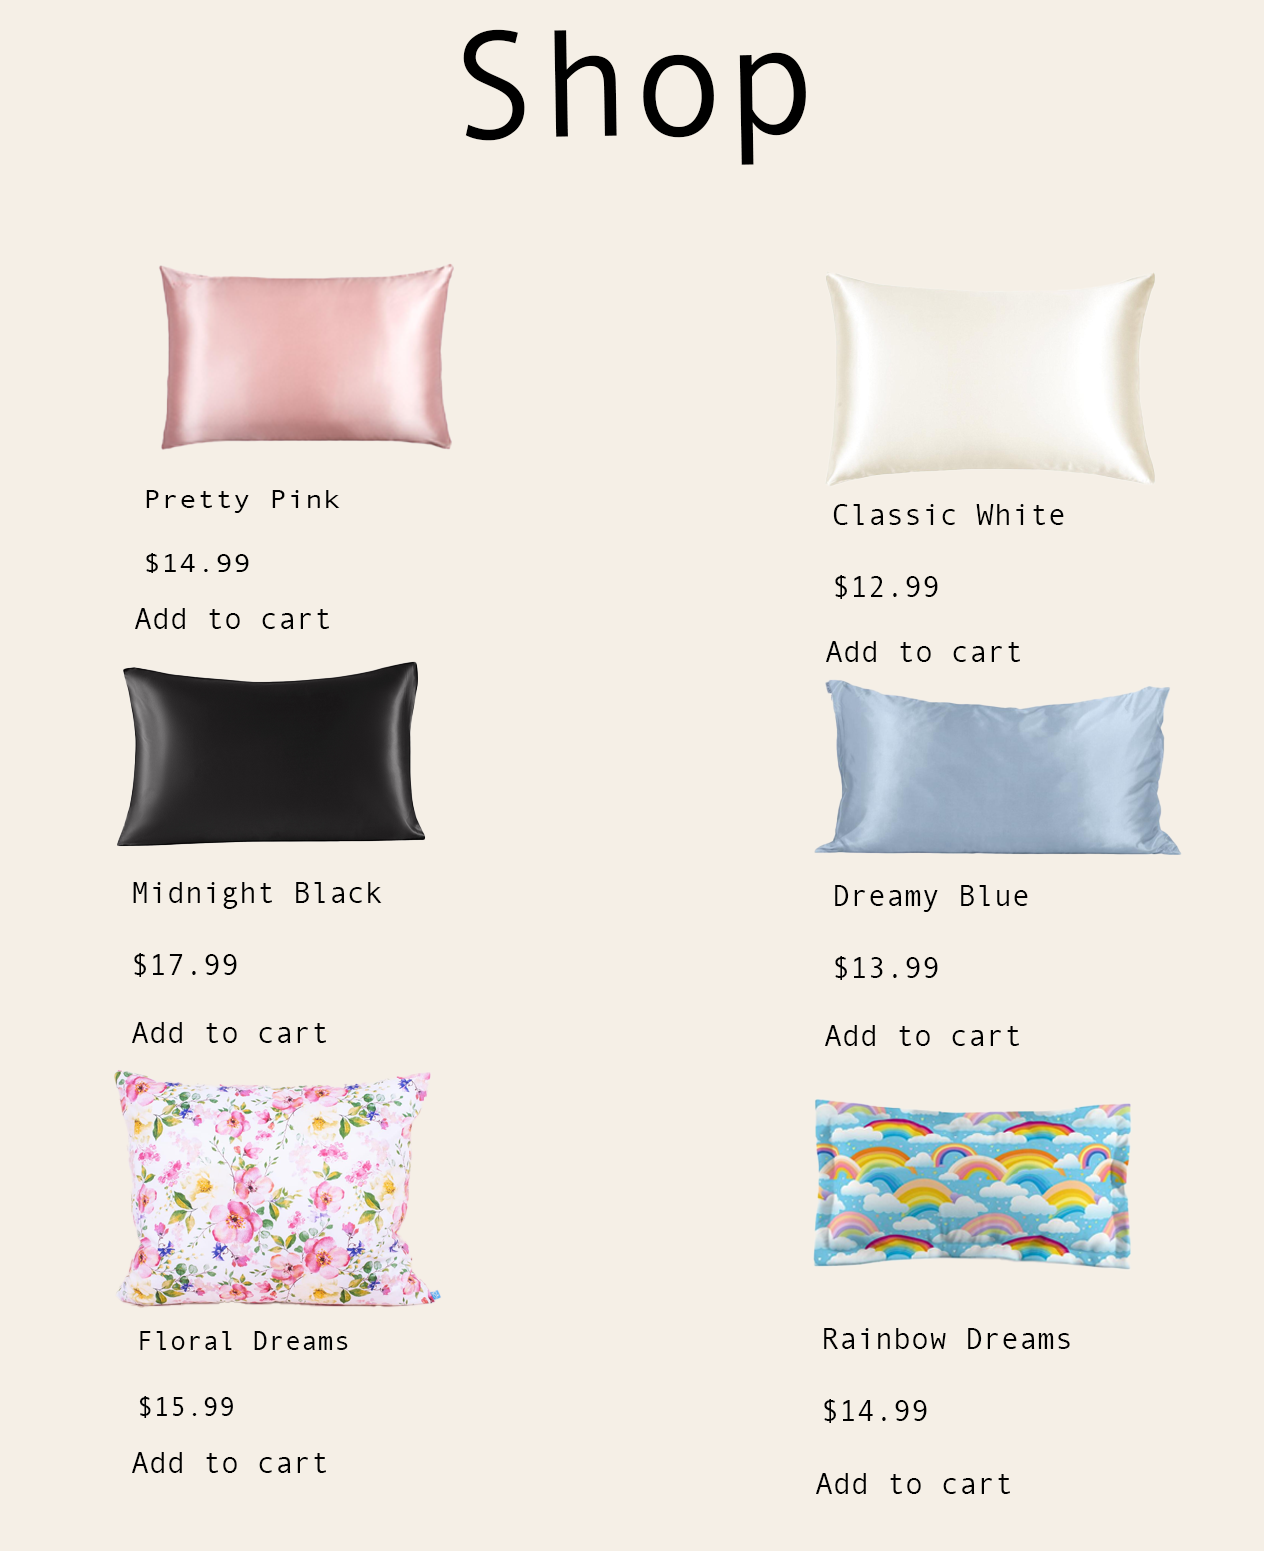 Shop
Pretty Pink
$14.99
Add to cart
Classic White
$12.99
Add to cart
Midnight Black
$17.99
Add to cart
Dreamy Blue
$13.99
Add to cart
Floral Dreams
$15.99
Add to cart
Rainbow Dreams
$14.99
Add to cart